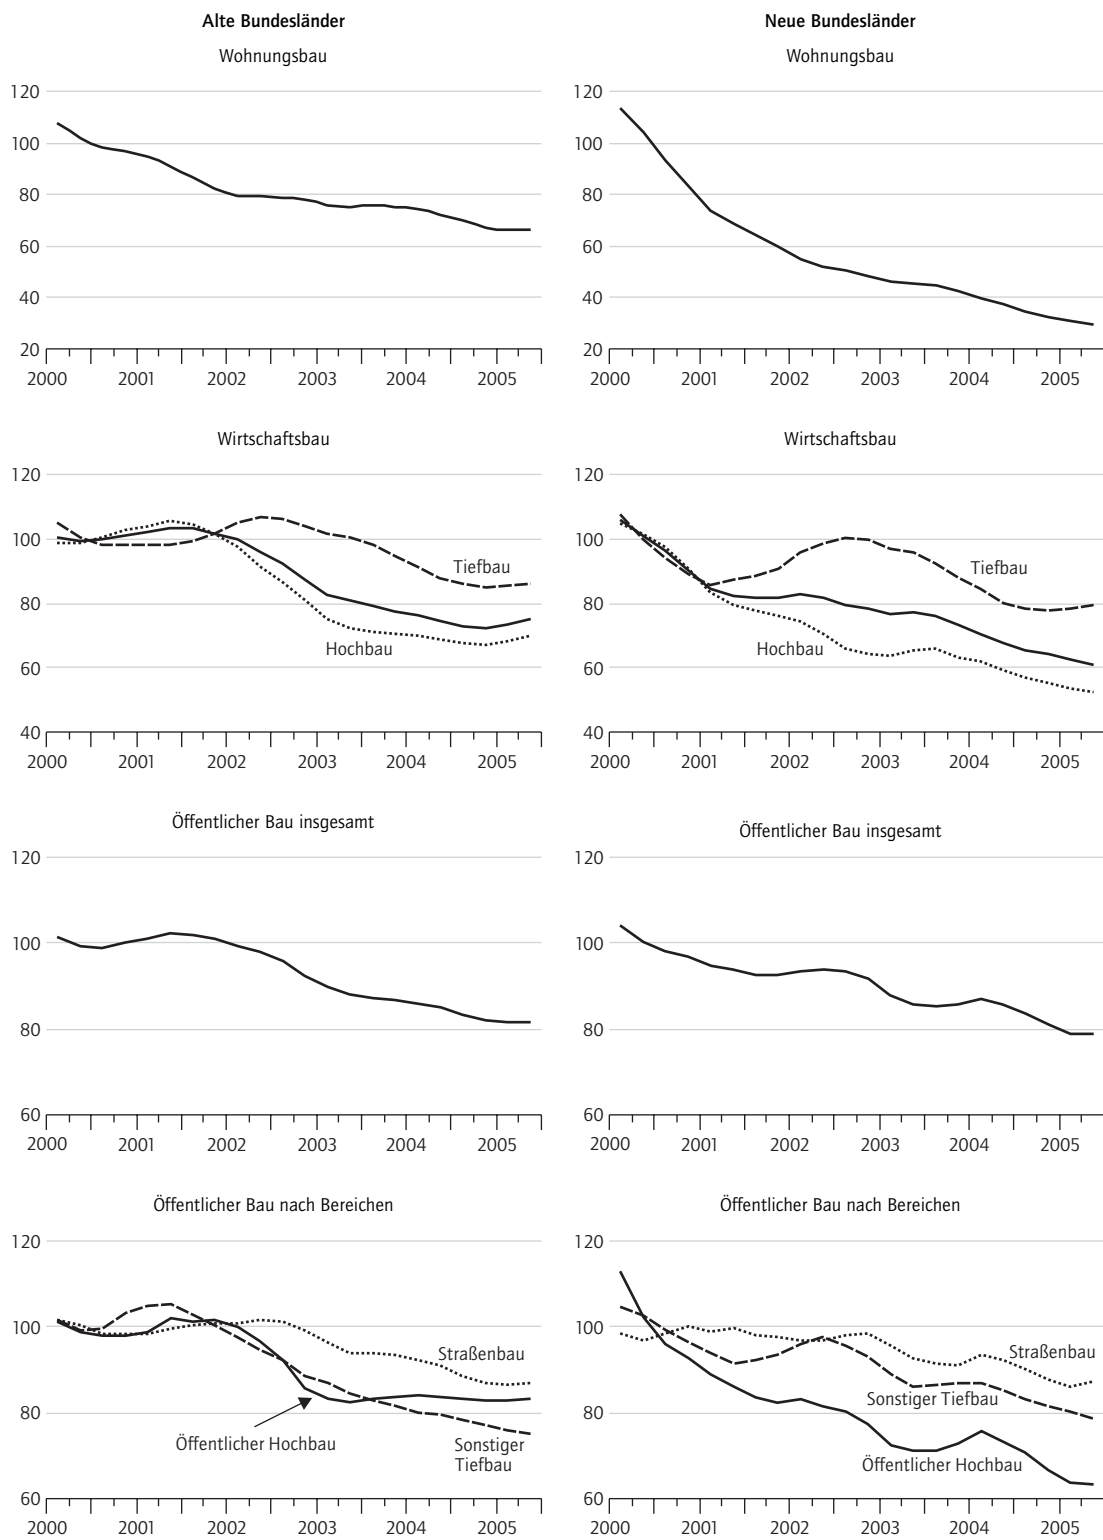 Alte Bundesländer
Wohnungsbau
120
100
80
60
40
20
2000 2001 2002 2003 2004 2005
Neue Bundesländer
Wohnungsbau
120
100
80
60
40
20
2000 2001 2002 2003 2004 2005
Wirtschaftsbau
120
100
80
60
40
Tiefbau
Hochbau
2000 2001 2002 2003 2004 2005
Wirtschaftsbau
120
100
80
60
40
Tiefbau
Hochbau
2000 2001 2002 2003 2004 2005
Öffentlicher Bau insgesamt
120
100
80
60
2000 2001 2002 2003 2004 2005
Öffentlicher Bau insgesamt
120
100
80
60
2000 2001 2002 2003 2004 2005
Öffentlicher Bau nach Bereichen
120
100
80
60
Straßenbau
Öffentlicher Hochbau
Sonstiger
Tiefbau
2000 2001 2002 2003 2004 2005
Öffentlicher Bau nach Bereichen
120
100
80
60
Straßenbau
Sonstiger Tiefbau
Öffentlicher Hochbau
2000 2001 2002 2003 2004 2005